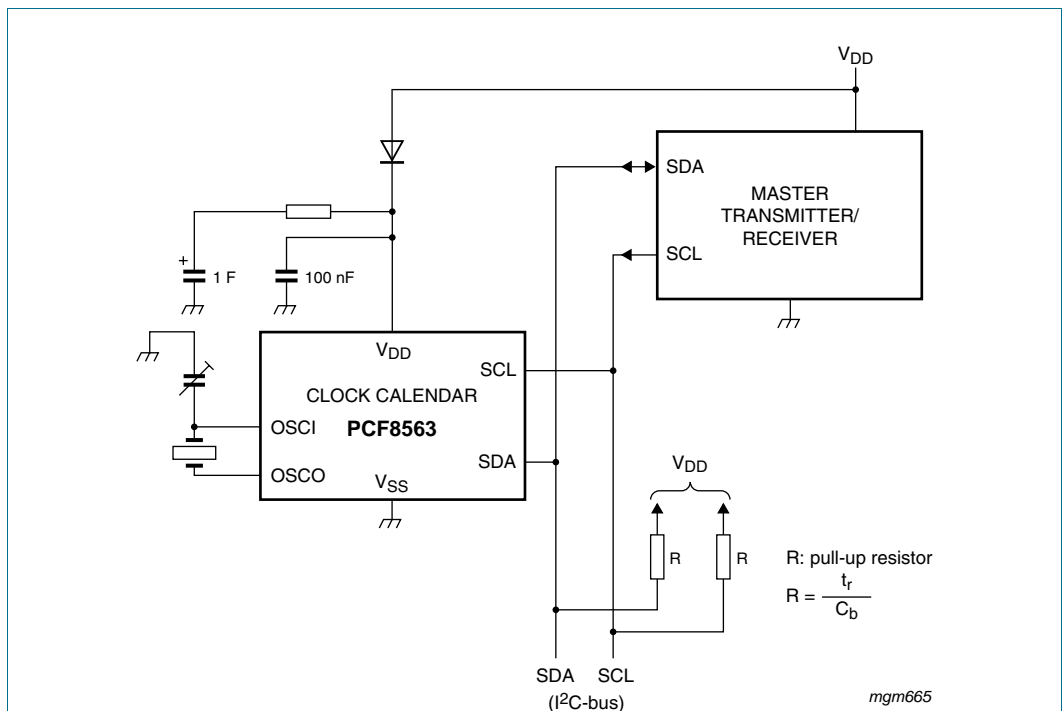 VDD
SDA
MASTER
TRANSMITTER/
RECEIVER
SCL
+
1 F
100 nF
VDD
SCL
CLOCK CALENDAR
PCF8563
OSCI
OSCO
SDA
VSS
VDD
R
R
R: pull-up resistor
R = tr / Cb
SDA SCL
(I²C-bus)
mgm665